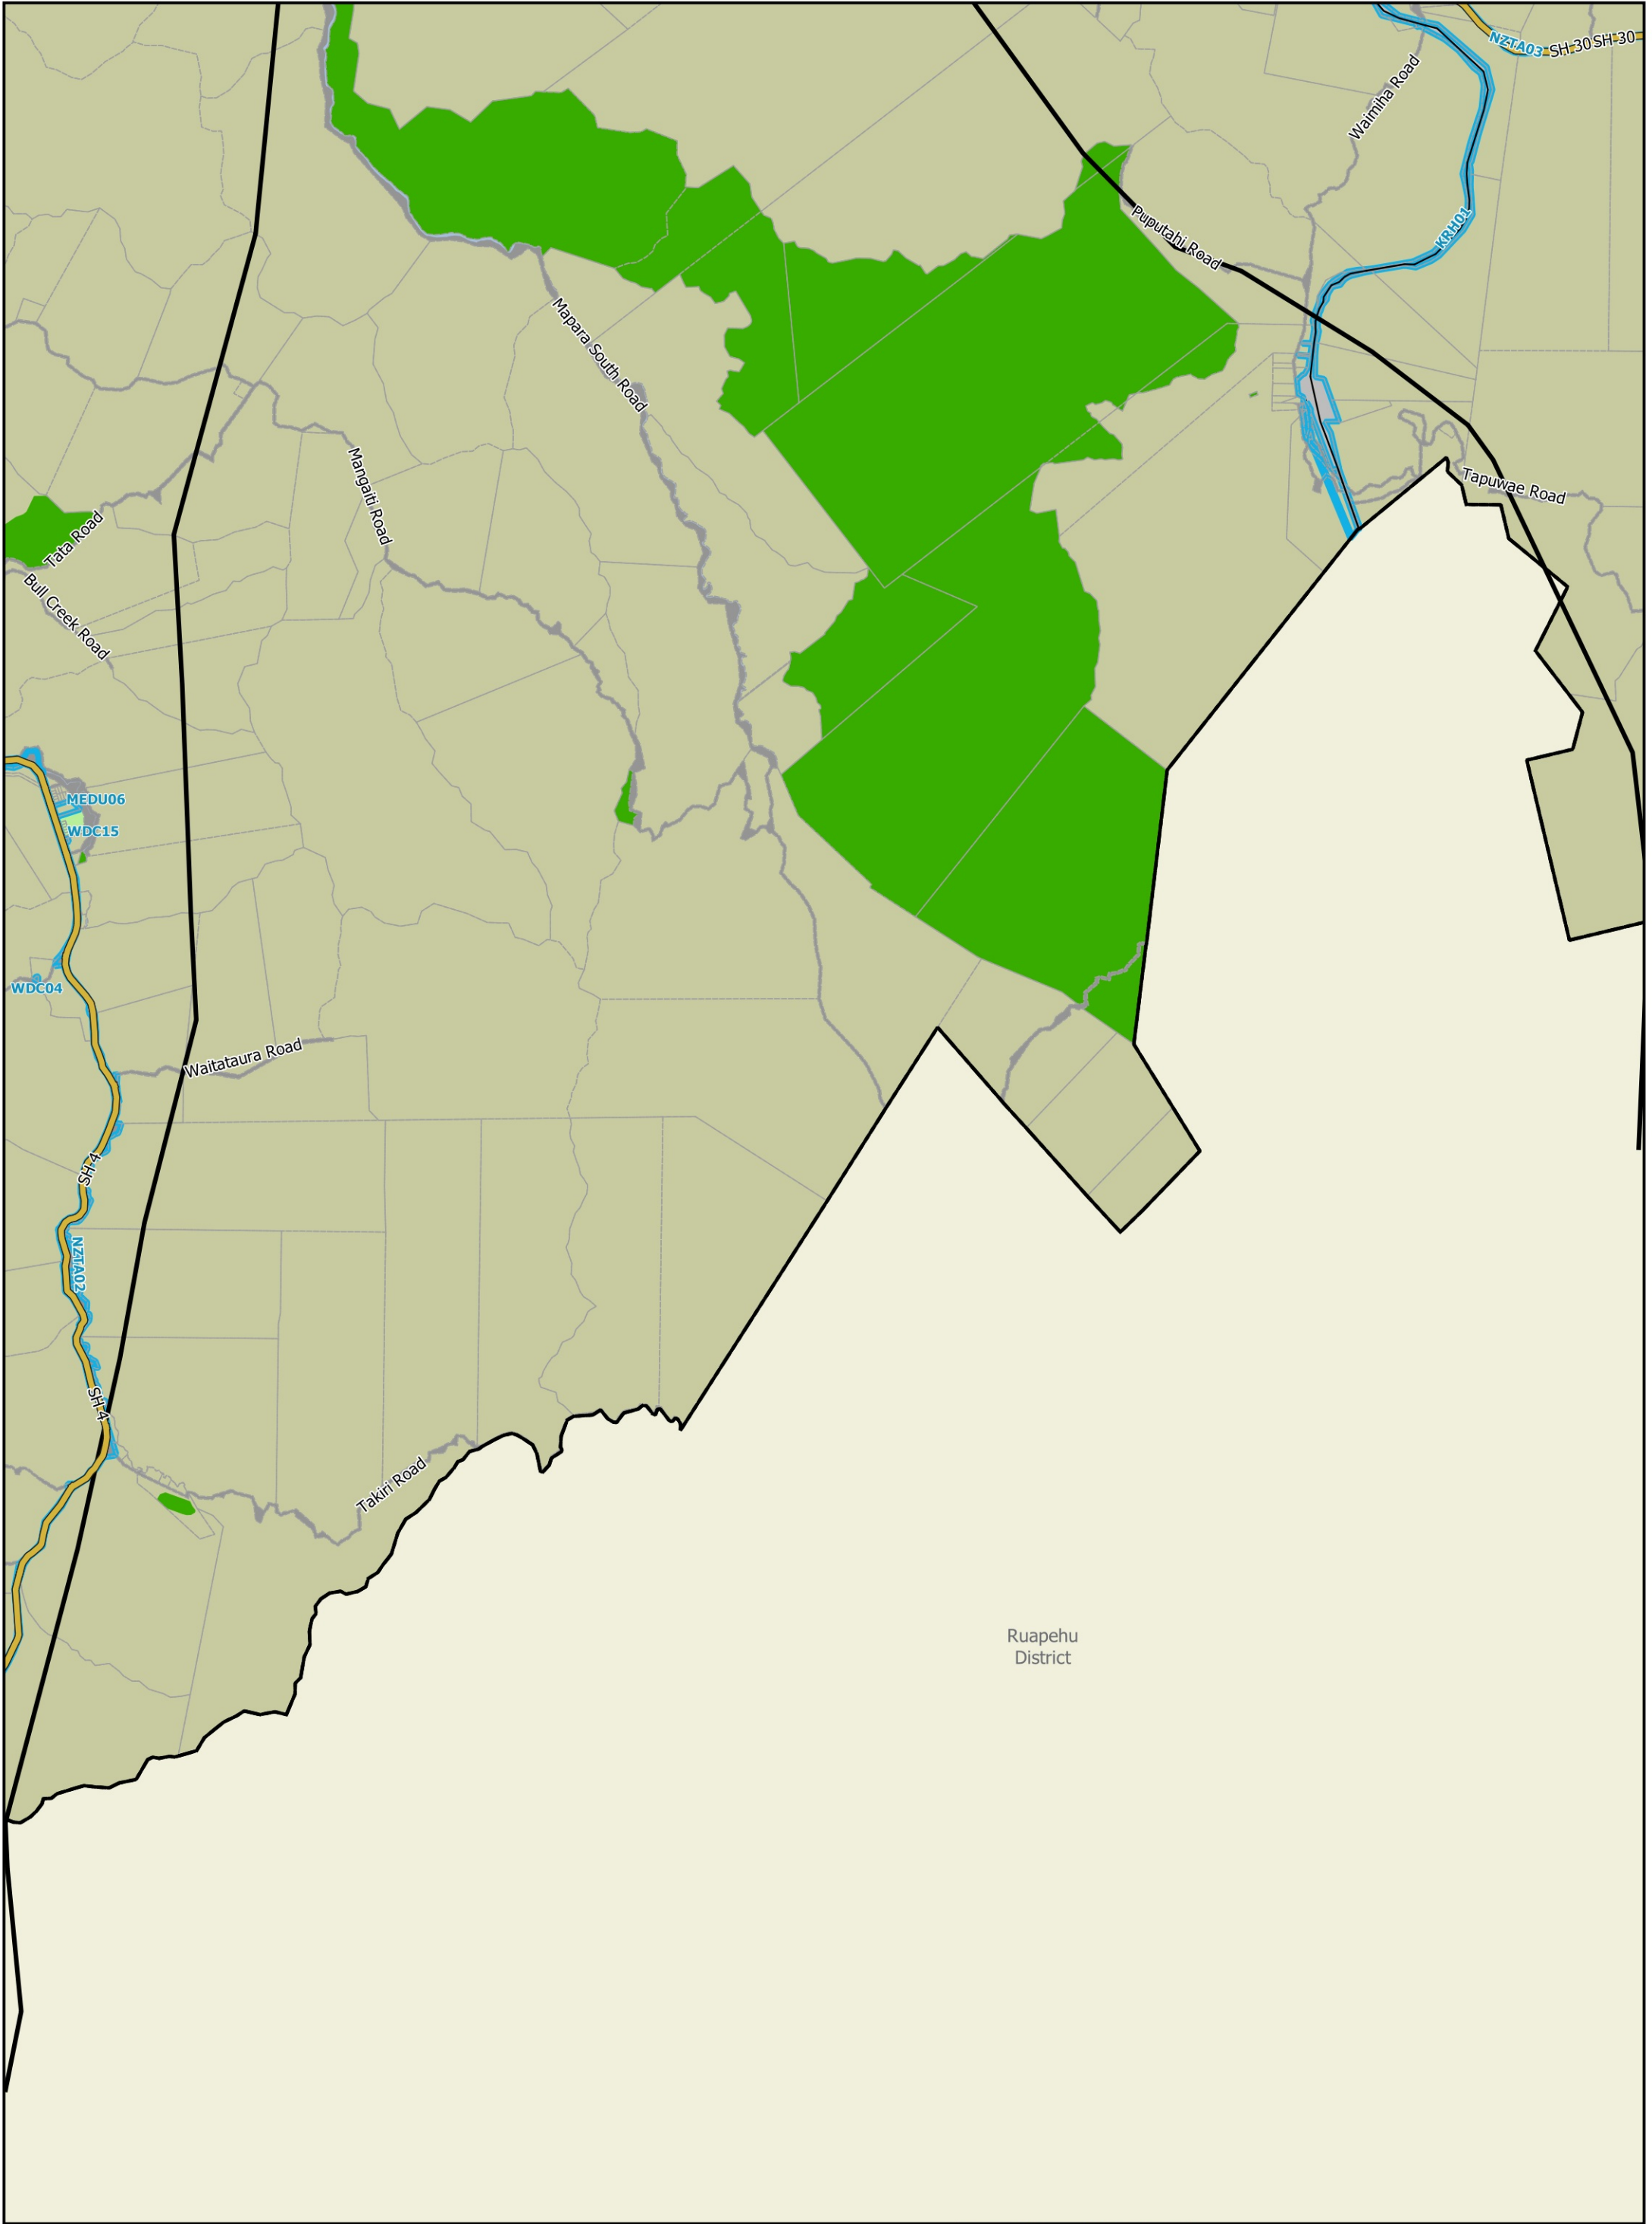 NZTA03
SH 30
SH 30
Waimiha Road
KRH01
Puputahi Road
Mapara South Road
Mangaiti Road
Tapuwae Road
Tata Road
Bull Creek Road
MEDU06
WDC15
WDC04
Waitataura Road
SH 4
NZTA02
SH 4
Takiri Road
Ruapehu
District